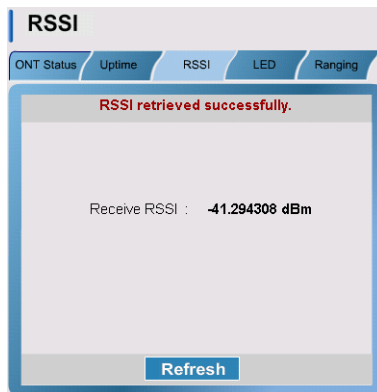 RSSI
ONT Status Uptime RSSI LED Ranging
RSSI retrieved successfully.
Receive RSSI : -41.294308 dBm
Refresh